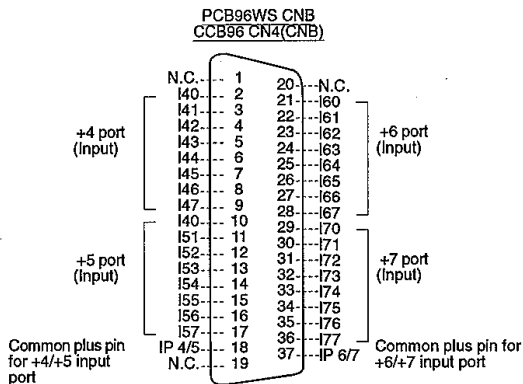 PCB96WS CNB
CCB96 CN4(CNB)
N.C.---- 1
I40---- 2
I41---- 3
I42---- 4
I43---- 5
I44---- 6
I45---- 7
I46---- 8
I47---- 9
I40---- 10
I51---- 11
I52---- 12
I53---- 13
I54---- 14
I55---- 15
I56---- 16
I57---- 17
IP 4/5---- 18
N.C.---- 19
+4 port
(Input)
+5 port
(Input)
Common plus pin
for +4/+5 input
port
20---N.C.
21---I60
22---I61
23---I62
24---I63
25---I64
26---I65
27---I66
28---I67
29---I70
30---I71
31---I72
32---I73
33---I74
34---I75
35---I76
36---I77
37---IP 6/7
+6 port
(Input)
+7 port
(Input)
Common plus pin for
+6/+7 input port